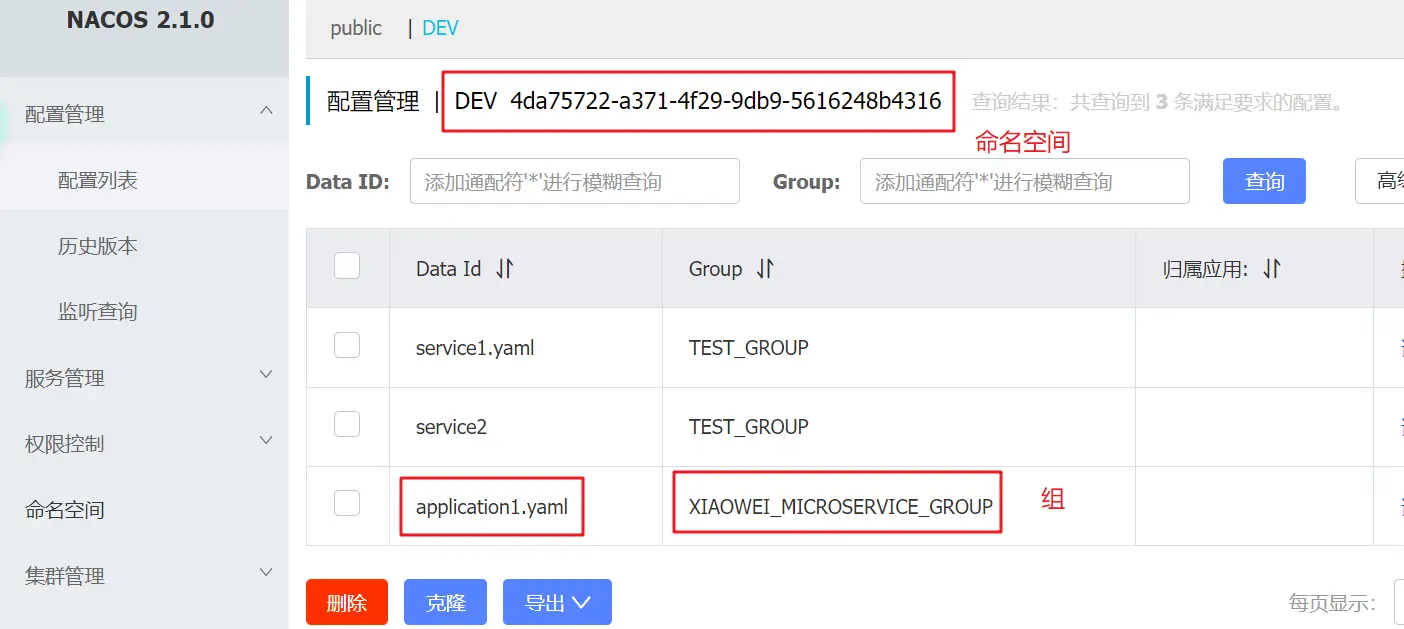 NACOS 2.1.0
配置管理
配置列表
历史版本
监听查询
服务管理
权限控制
命名空间
集群管理
public | DEV
配置管理 | DEV 4da75722-a371-4f29-9db9-5616248b4316 查询结果：共查询到 3 条满足要求的配置。
命名空间
Data ID: 添加通配符'*'进行模糊查询 Group: 添加通配符'*'进行模糊查询 查询
Data Id Group 归属应用:
service1.yaml TEST_GROUP
service2 TEST_GROUP
application1.yaml XIAOWEI_MICROSERVICE_GROUP 组
删除 克隆 导出 每页显示: